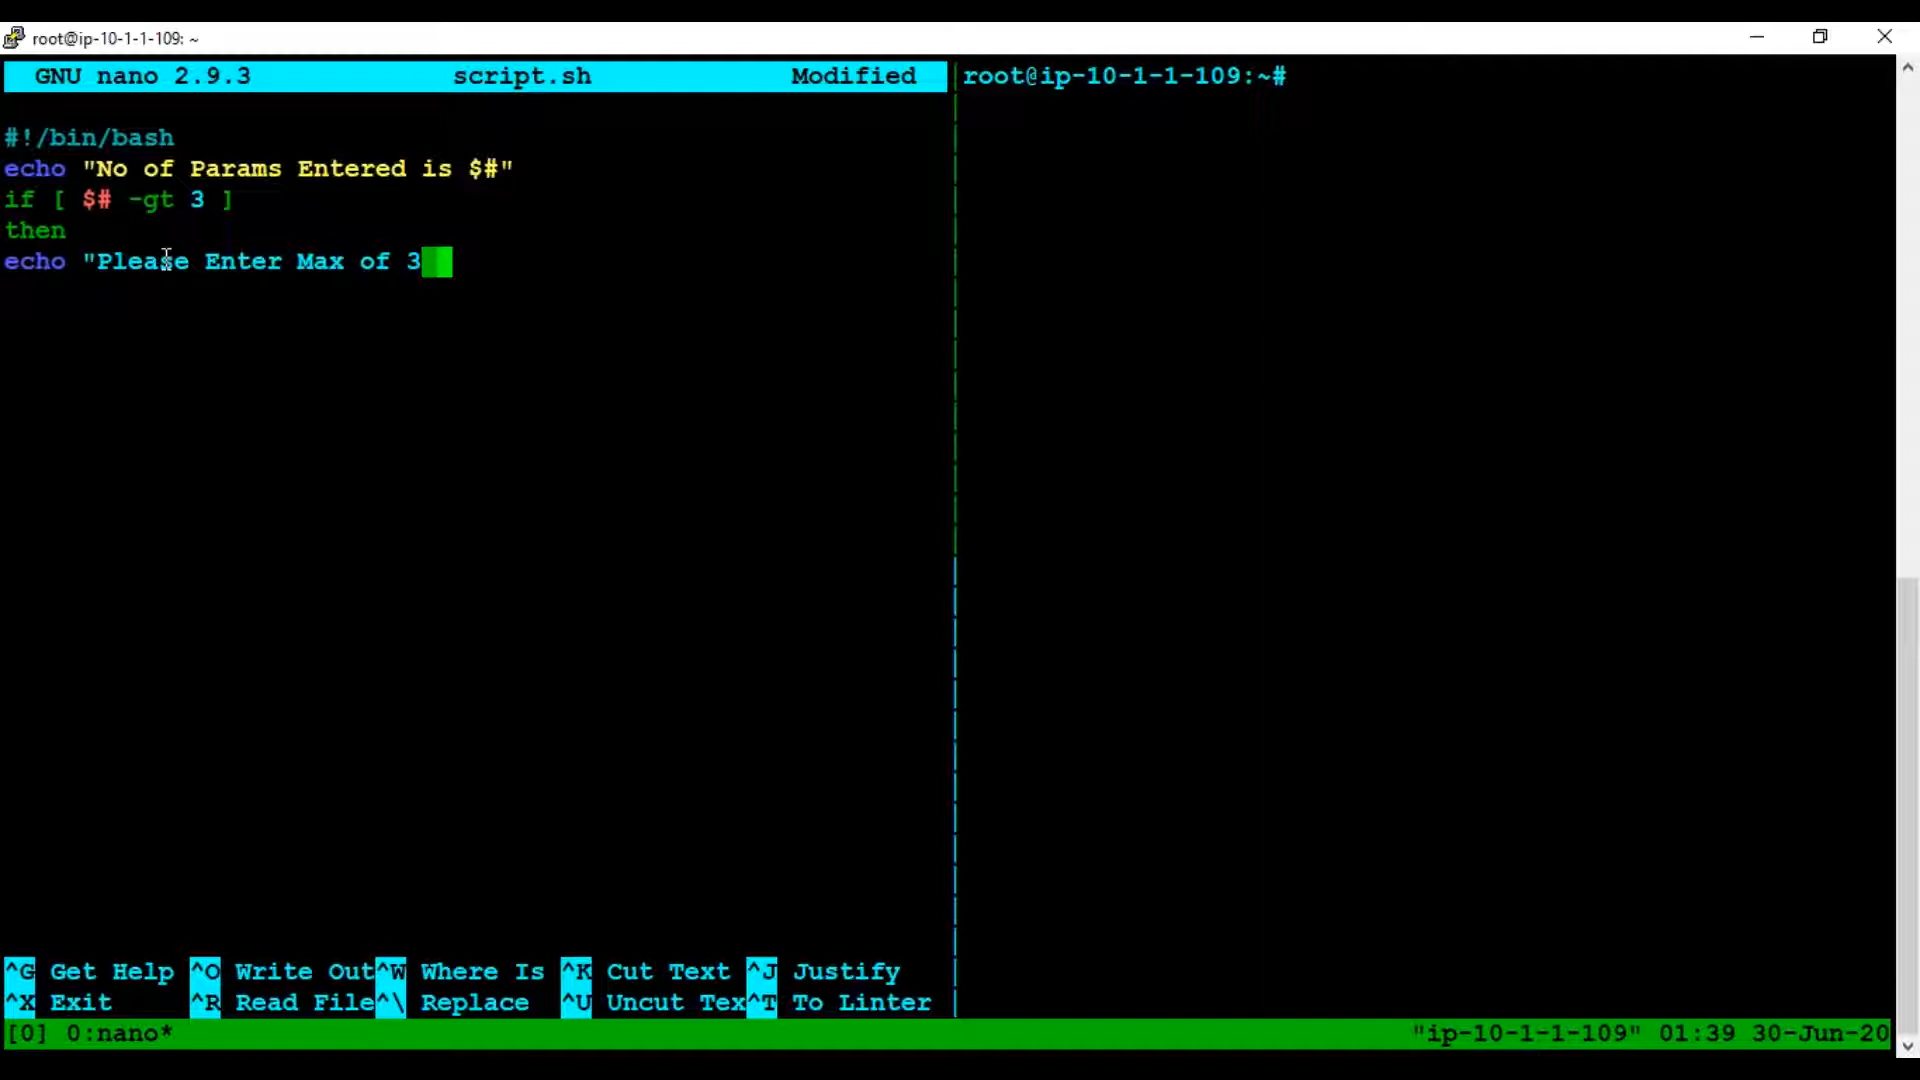 root@ip-10-1-1-109: ~
GNU nano 2.9.3 script.sh Modified
#!/bin/bash
echo "No of Params Entered is $#"
if [ $# -gt 3 ]
then
echo "Please Enter Max of 3
^G Get Help ^O Write Out^W Where Is ^K Cut Text ^J Justify
^X Exit ^R Read File^\ Replace ^U Uncut Tex^T To Linter
root@ip-10-1-1-109:~#
[0] 0:nano* "ip-10-1-1-109" 01:39 30-Jun-20